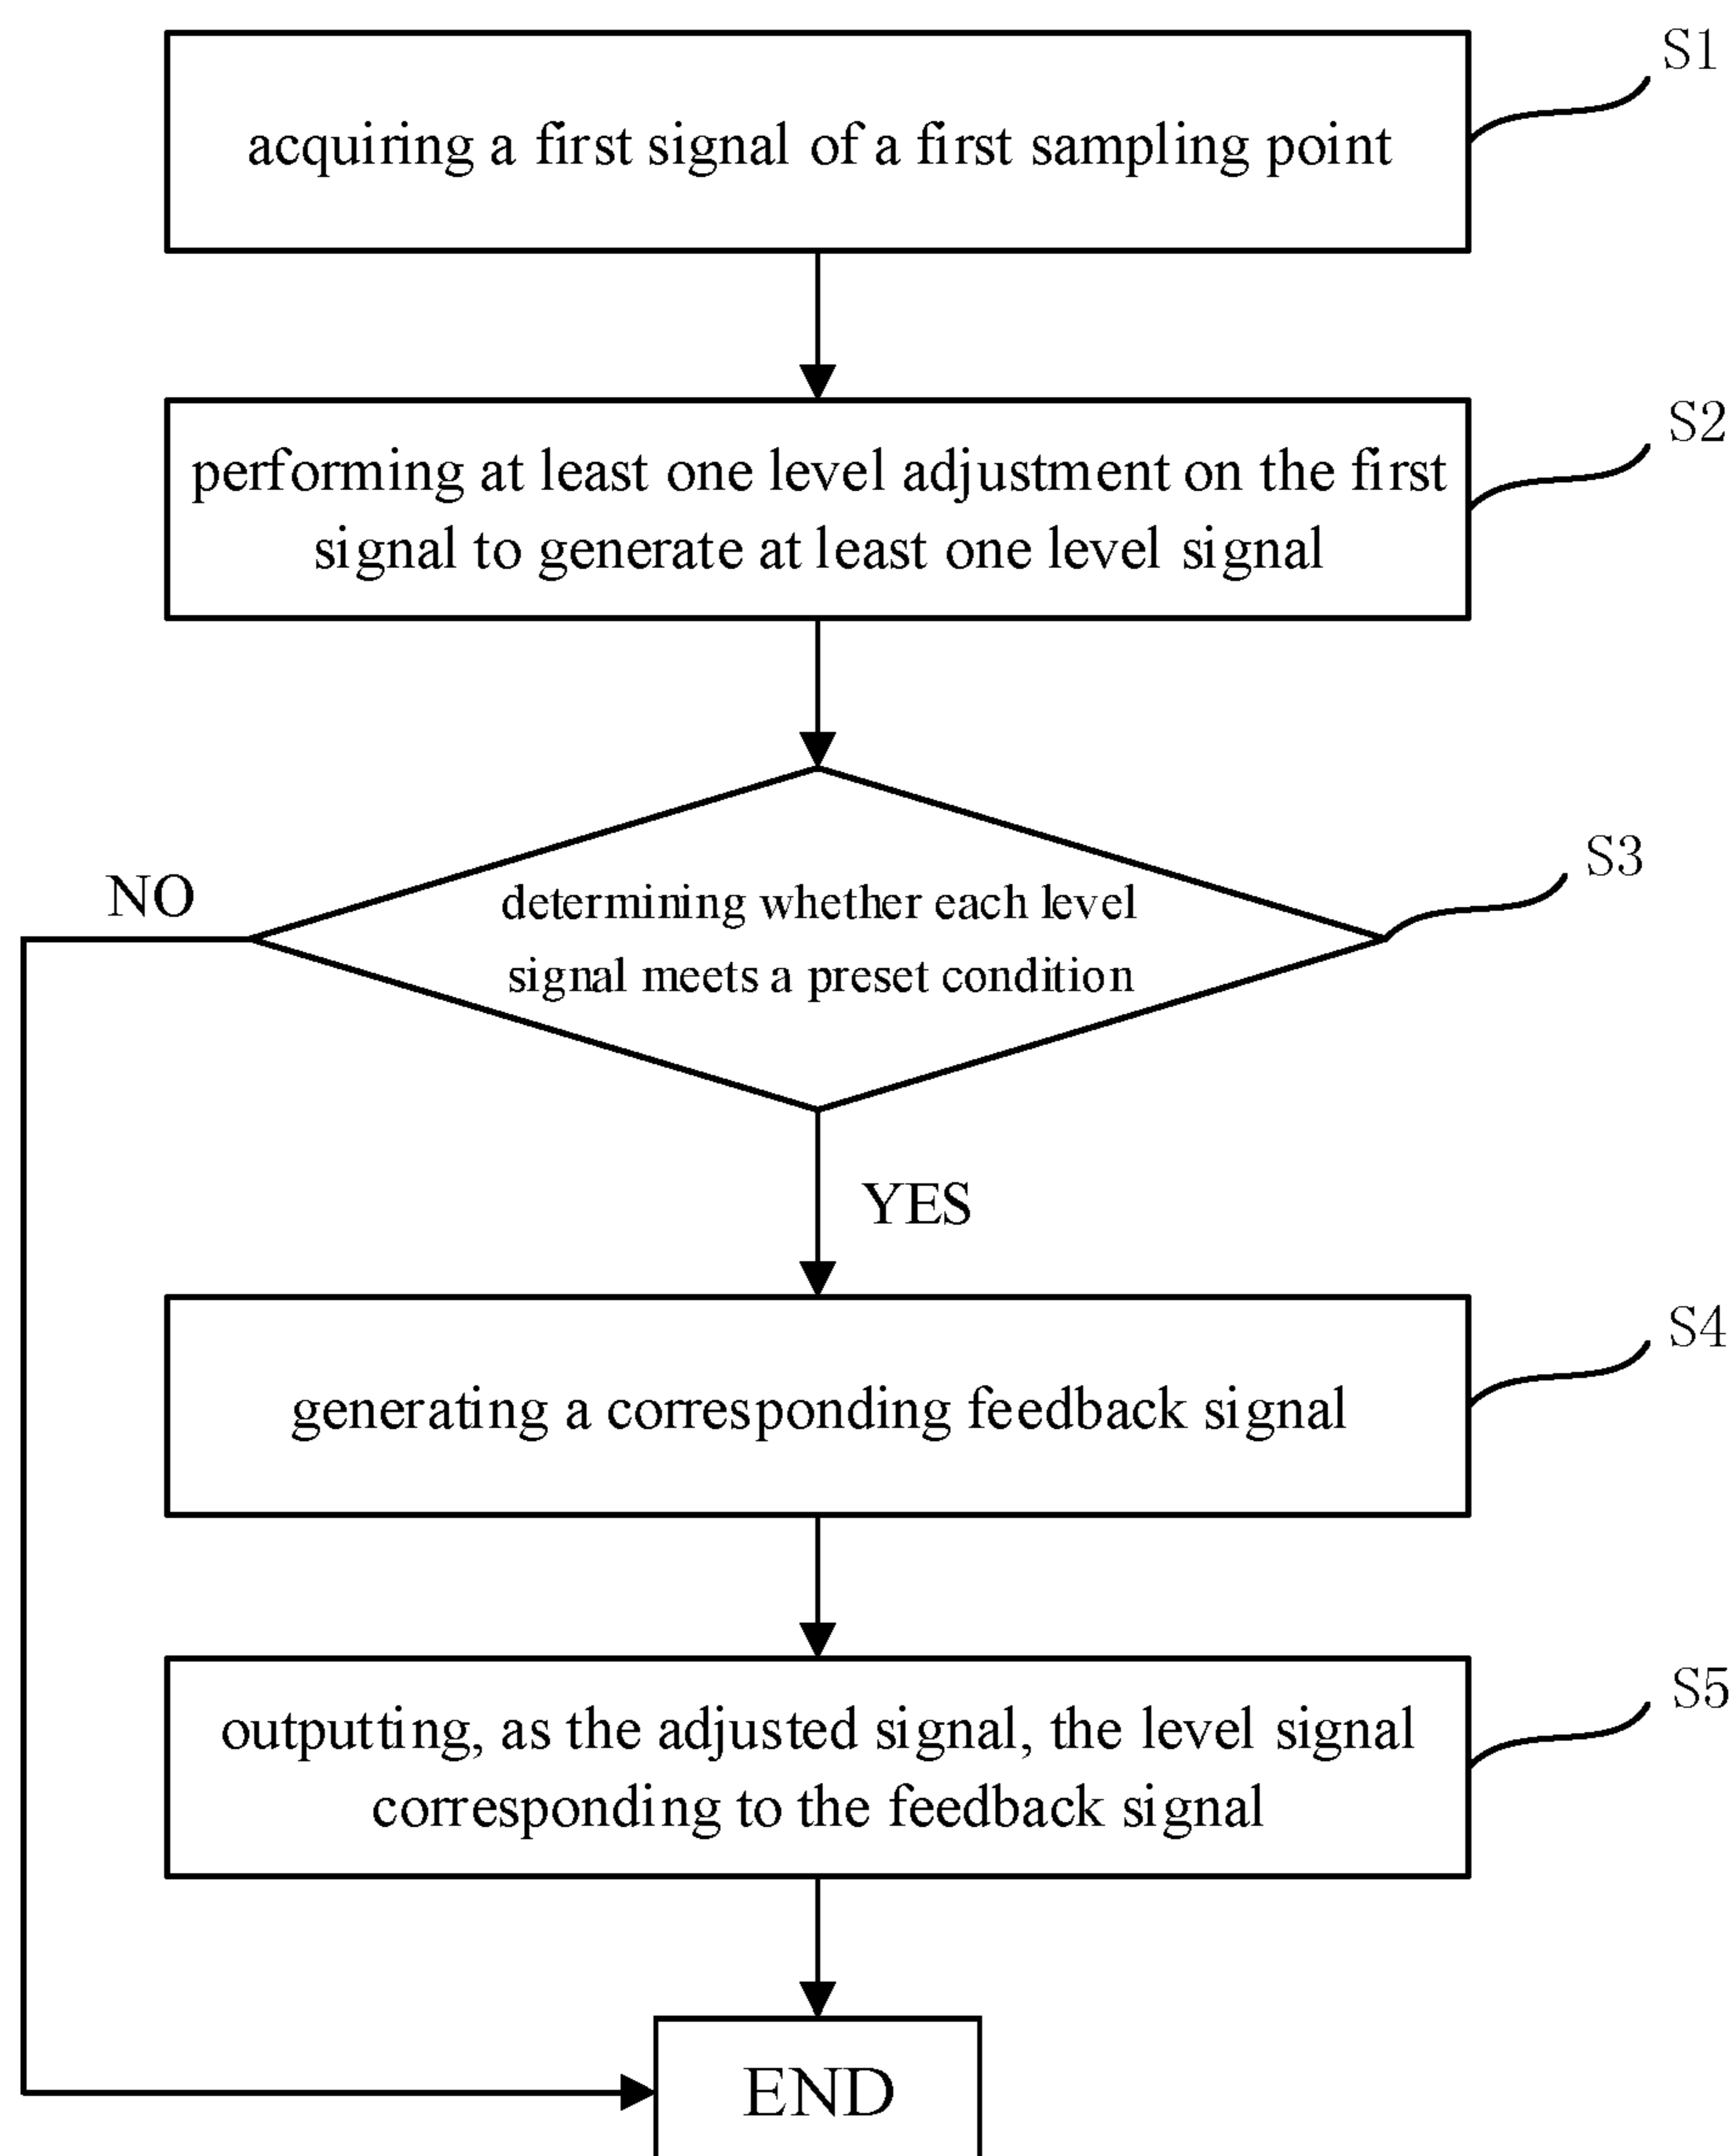 S1
acquiring a first signal of a first sampling point
S2
performing at least one level adjustment on the first
signal to generate at least one level signal
S3
NO
determining whether each level
signal meets a preset condition
YES
S4
generating a corresponding feedback signal
S5
outputting, as the adjusted signal, the level signal
corresponding to the feedback signal
END